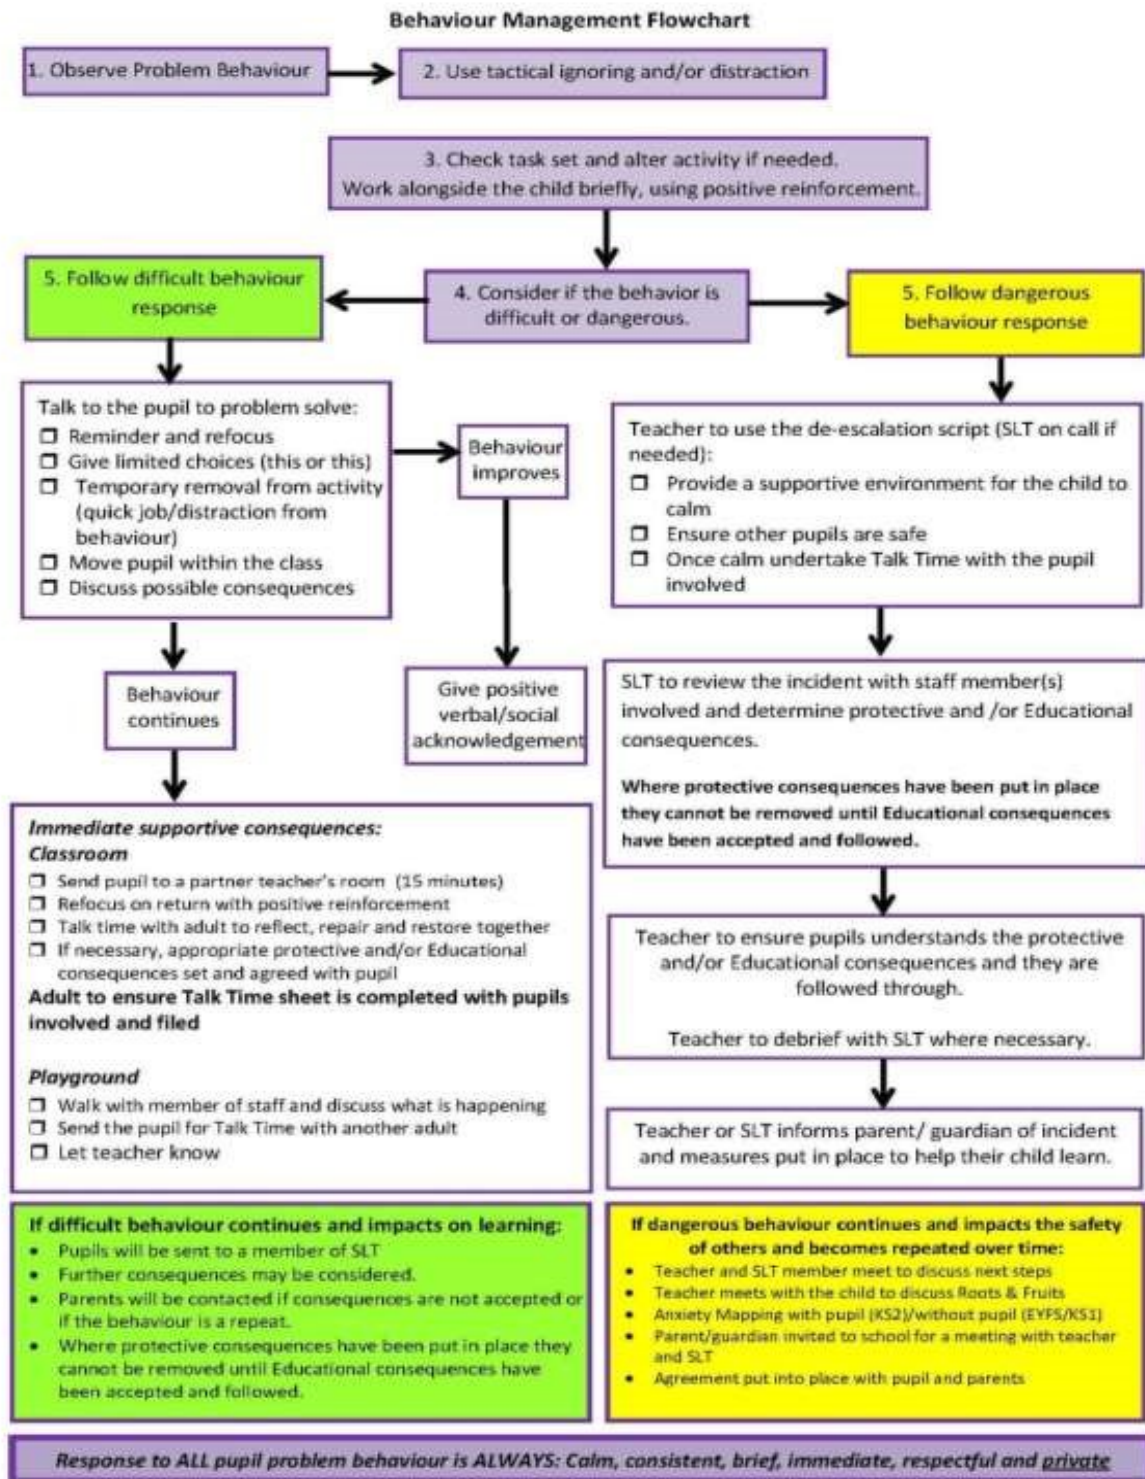 Behaviour Management Flowchart
1. Observe Problem Behaviour
2. Use tactical ignoring and/or distraction
3. Check task set and alter activity if needed.
Work alongside the child briefly, using positive reinforcement.
5. Follow difficult behaviour
response
4. Consider if the behavior is
difficult or dangerous.
5. Follow dangerous
behaviour response
Talk to the pupil to problem solve:
❐ Reminder and refocus
❐ Give limited choices (this or this)
❐ Temporary removal from activity
(quick job/distraction from
behaviour)
❐ Move pupil within the class
❐ Discuss possible consequences
Behaviour
improves
Teacher to use the de-escalation script (SLT on call if
needed):
❐ Provide a supportive environment for the child to
calm
❐ Ensure other pupils are safe
❐ Once calm undertake Talk Time with the pupil
involved
Behaviour
continues
Give positive
verbal/social
acknowledgement
SLT to review the incident with staff member(s)
involved and determine protective and /or Educational
consequences.
Where protective consequences have been put in place
they cannot be removed until Educational consequences
have been accepted and followed.
Immediate supportive consequences:
Classroom
❐ Send pupil to a partner teacher's room (15 minutes)
❐ Refocus on return with positive reinforcement
❐ Talk time with adult to reflect, repair and restore together
❐ If necessary, appropriate protective and/or Educational
consequences set and agreed with pupil
Adult to ensure Talk Time sheet is completed with pupils
involved and filed
Playground
❐ Walk with member of staff and discuss what is happening
❐ Send the pupil for Talk Time with another adult
❐ Let teacher know
Teacher to ensure pupils understands the protective
and/or Educational consequences and they are
followed through.
Teacher to debrief with SLT where necessary.
Teacher or SLT informs parent/ guardian of incident
and measures put in place to help their child learn.
If difficult behaviour continues and impacts on learning:
• Pupils will be sent to a member of SLT
• Further consequences may be considered.
• Parents will be contacted if consequences are not accepted or
if the behaviour is a repeat.
• Where protective consequences have been put in place they
cannot be removed until Educational consequences have
been accepted and followed.
If dangerous behaviour continues and impacts the safety
of others and becomes repeated over time:
• Teacher and SLT member meet to discuss next steps
• Teacher meets with the child to discuss Roots & Fruits
• Anxiety Mapping with pupil (KS2)/without pupil (EYFS/KS1)
• Parent/guardian invited to school for a meeting with teacher
and SLT
• Agreement put into place with pupil and parents
Response to ALL pupil problem behaviour is ALWAYS: Calm, consistent, brief, immediate, respectful and private